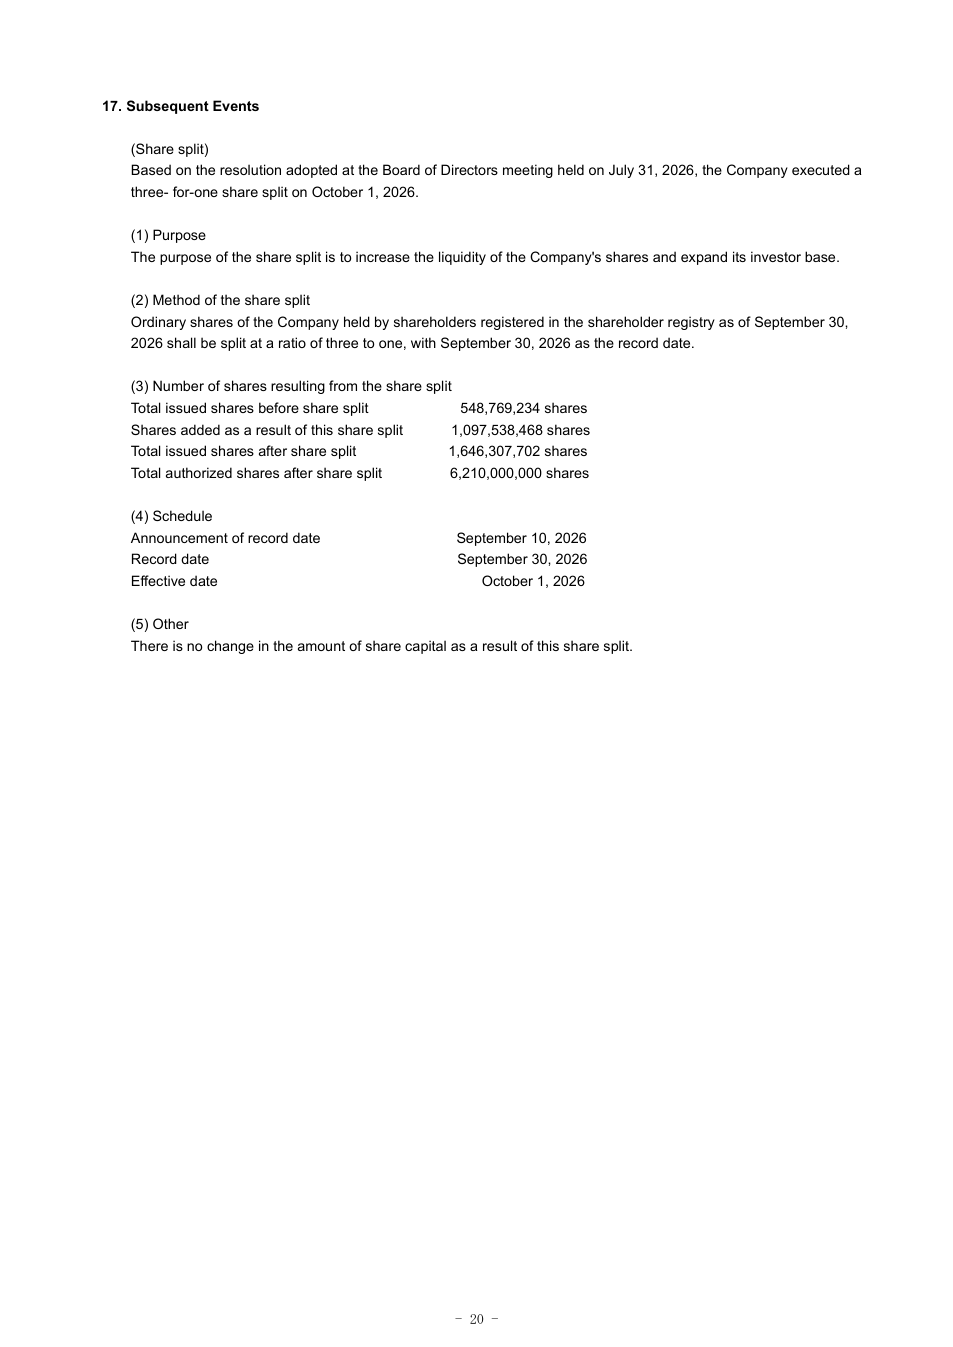 17. Subsequent Events
(Share split)
Based on the resolution adopted at the Board of Directors meeting held on July 31, 2026, the Company executed a
three- for-one share split on October 1, 2026.
(1) Purpose
The purpose of the share split is to increase the liquidity of the Company's shares and expand its investor base.
(2) Method of the share split
Ordinary shares of the Company held by shareholders registered in the shareholder registry as of September 30,
2026 shall be split at a ratio of three to one, with September 30, 2026 as the record date.
(3) Number of shares resulting from the share split
Total issued shares before share split 548,769,234 shares
Shares added as a result of this share split 1,097,538,468 shares
Total issued shares after share split 1,646,307,702 shares
Total authorized shares after share split 6,210,000,000 shares
(4) Schedule
Announcement of record date September 10, 2026
Record date September 30, 2026
Effective date October 1, 2026
(5) Other
There is no change in the amount of share capital as a result of this share split.
- 20 -